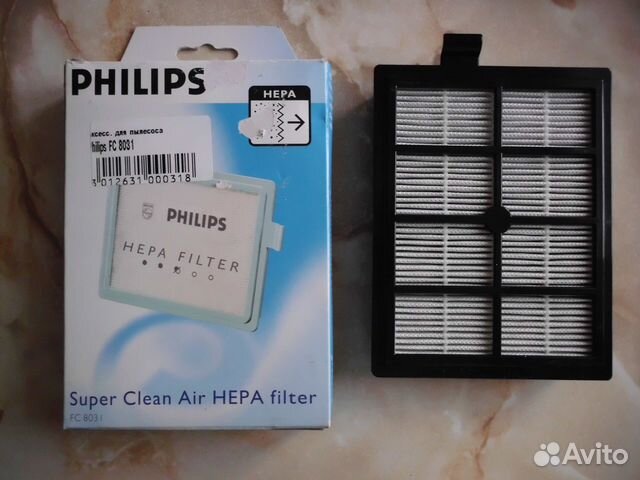 PHILIPS
HEPA
ксесс. для пылесоса
hillips FC 8031
3 012631 000318
PHILIPS
HEPA FILTER
Super Clean Air HEPA filter
FC 8031
Avito